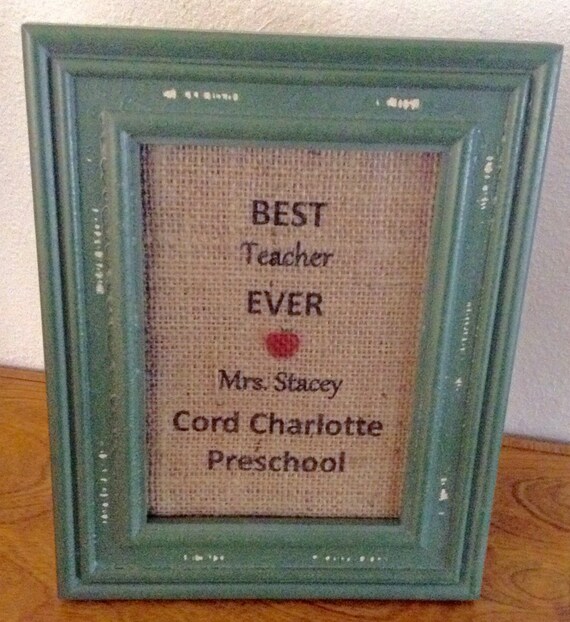 BEST
Teacher
EVER
Mrs. Stacey
Cord Charlotte
Preschool